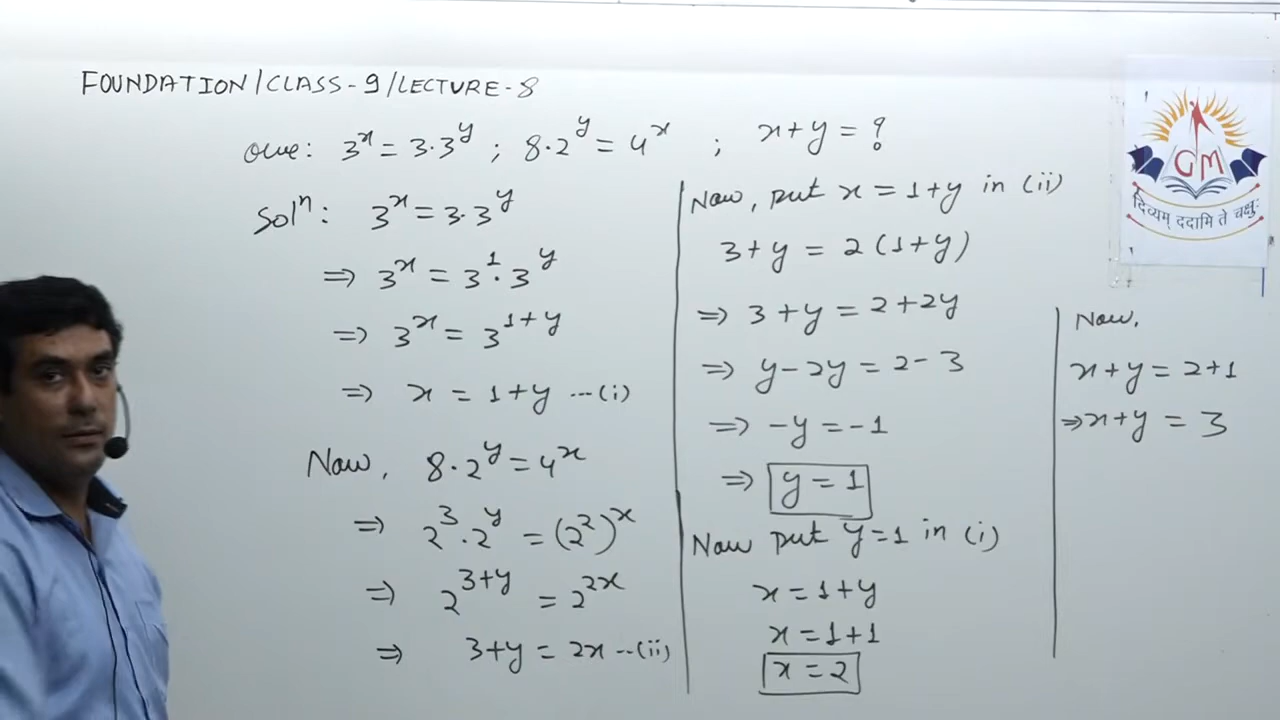 FOUNDATION/CLASS-9/LECTURE-8
Que: 3^x = 3·3^y ; 8·2^y = 4^x ; x+y = ?
Solⁿ: 3^x = 3·3^y
⇒ 3^x = 3^1·3^y
⇒ 3^x = 3^(1+y)
⇒ x = 1+y ---(i)
Now, 8·2^y = 4^x
⇒ 2^3·2^y = (2^2)^x
⇒ 2^(3+y) = 2^(2x)
⇒ 3+y = 2x --(ii)
Now, put x = 1+y in (ii)
3+y = 2(1+y)
⇒ 3+y = 2+2y
⇒ y-2y = 2-3
⇒ -y = -1
⇒ y = 1
Now put y=1 in (i)
x = 1+y
x = 1+1
x = 2
Now,
x+y = 2+1
⇒ x+y = 3
GM
दिव्यम् ददामि ते चक्षुः